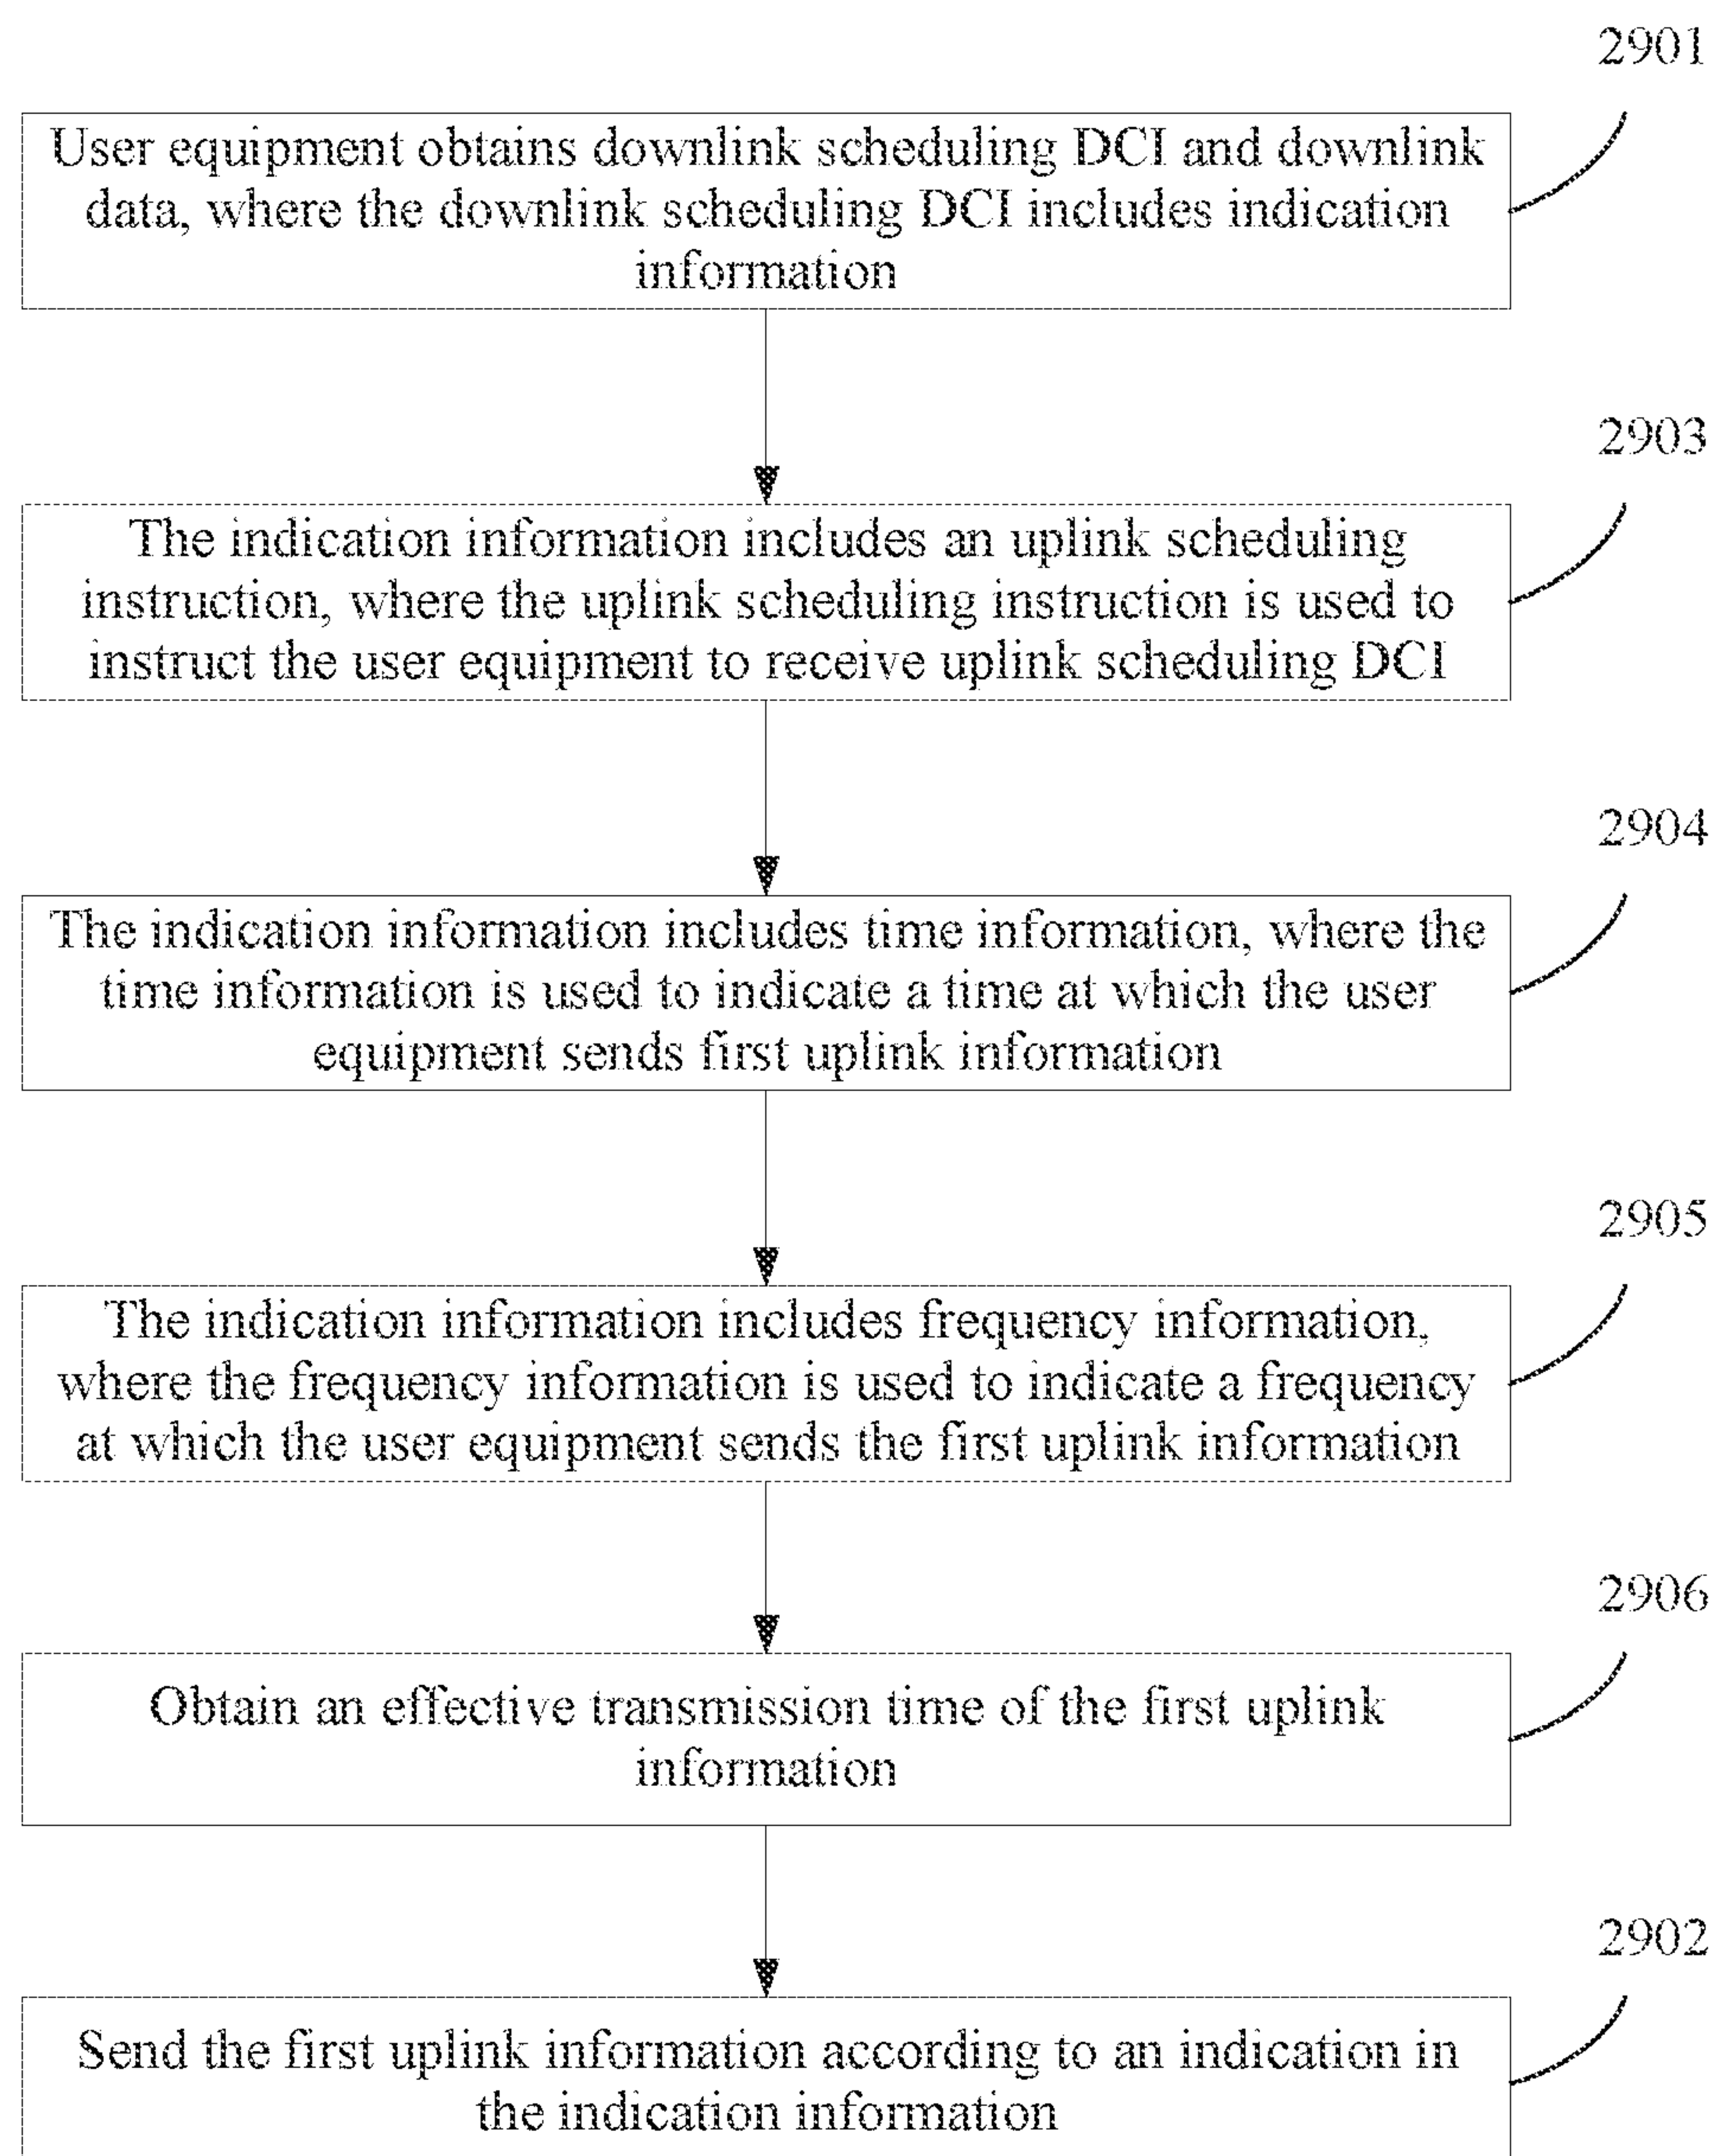 2901
User equipment obtains downlink scheduling DCI and downlink
data, where the downlink scheduling DCI includes indication
information
2903
The indication information includes an uplink scheduling
instruction, where the uplink scheduling instruction is used to
instruct the user equipment to receive uplink scheduling DCI
2904
The indication information includes time information, where the
time information is used to indicate a time at which the user
equipment sends first uplink information
2905
The indication information includes frequency information,
where the frequency information is used to indicate a frequency
at which the user equipment sends the first uplink information
2906
Obtain an effective transmission time of the first uplink
information
2902
Send the first uplink information according to an indication in
the indication information